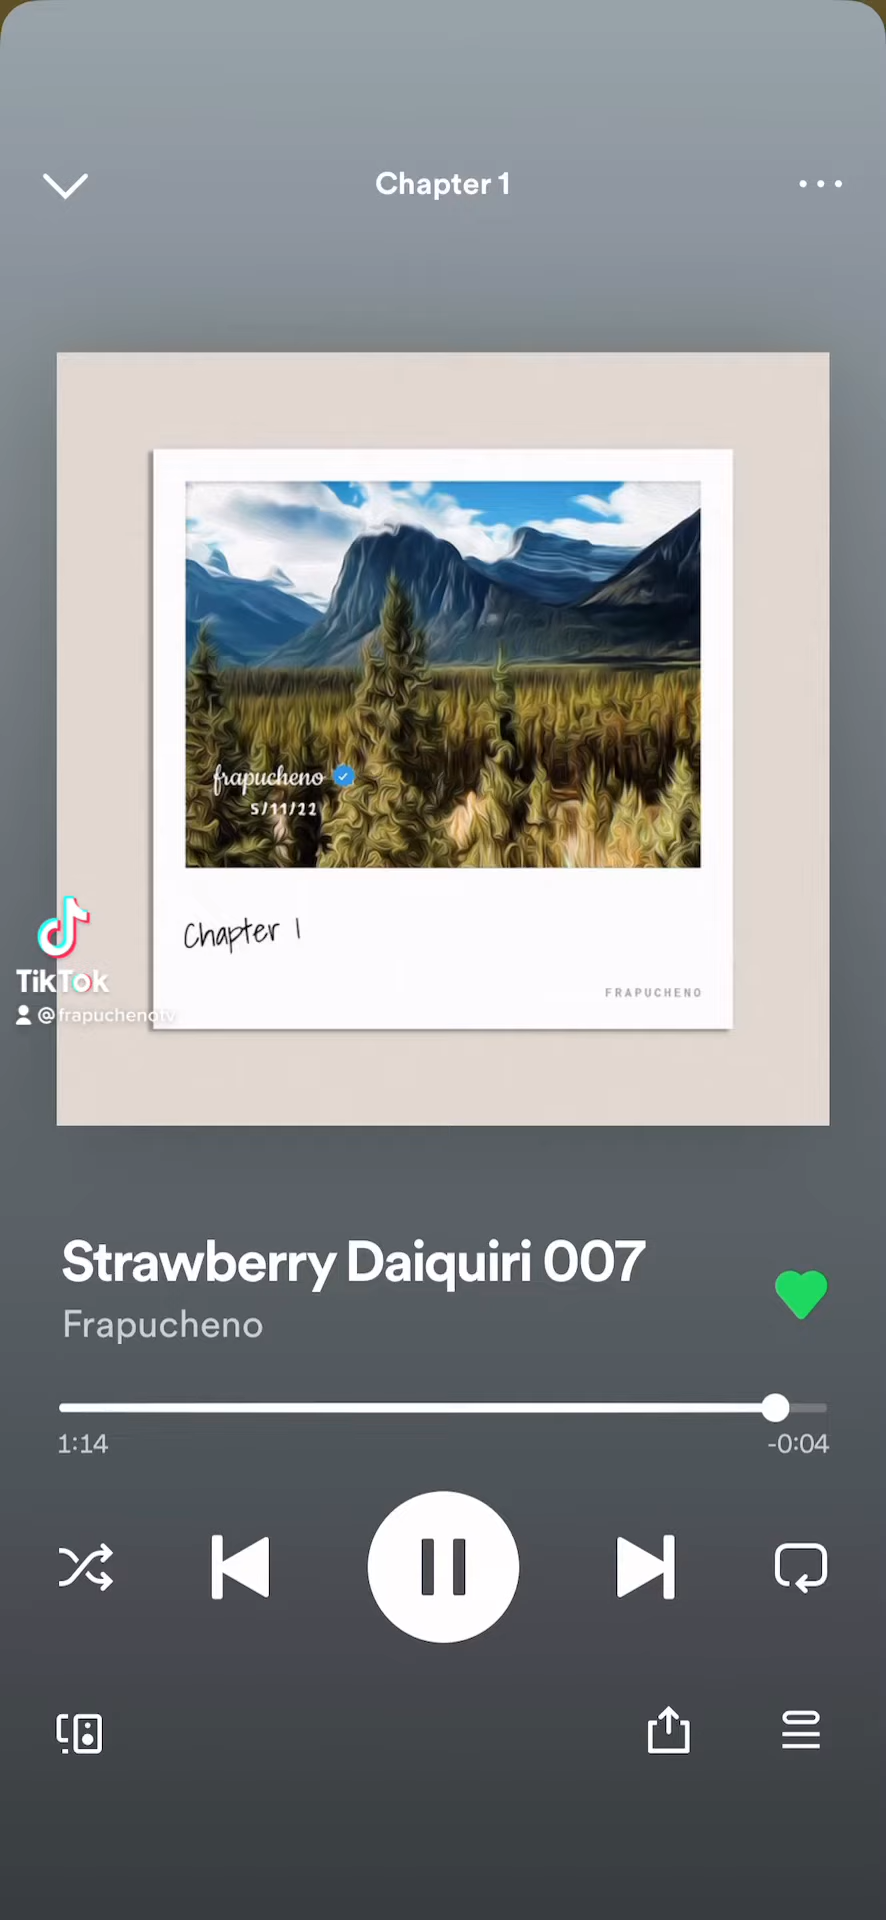 Chapter 1
frapucheno
5/11/22
Chapter 1
FRAPUCHENO
TikTok
@frapuchenotv
Strawberry Daiquiri 007
Frapucheno
1:14
-0:04